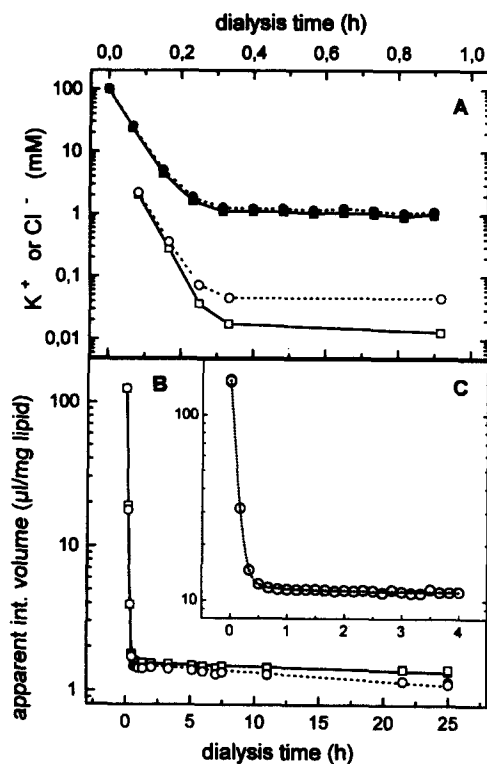 dialysis time (h)
0,0 0,2 0,4 0,6 0,8 1,0
A
100
10
1
0,1
0,01
K+ or Cl- (mM)
B
C
100
10
1
apparent int. volume (µl/mg lipid)
100
10
0 1 2 3 4
0 5 10 15 20 25
dialysis time (h)